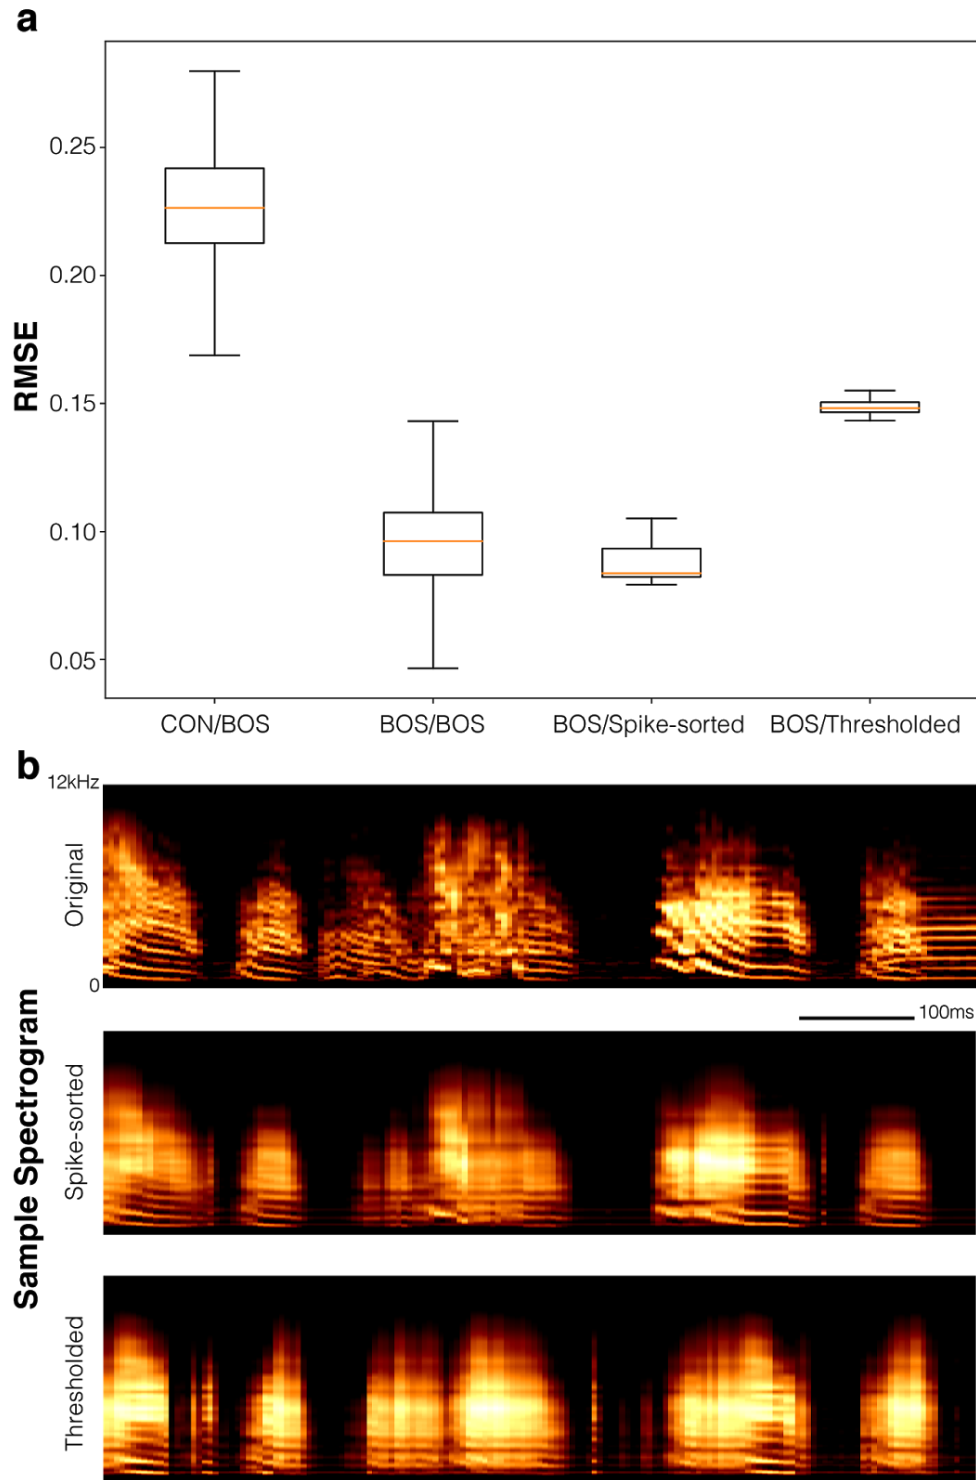 a
0.25
0.20
0.15
0.10
0.05
RMSE
CON/BOS BOS/BOS BOS/Spike-sorted BOS/Thresholded
b
12kHz
Original
0
100ms
Sample Spectrogram
Spike-sorted
Thresholded